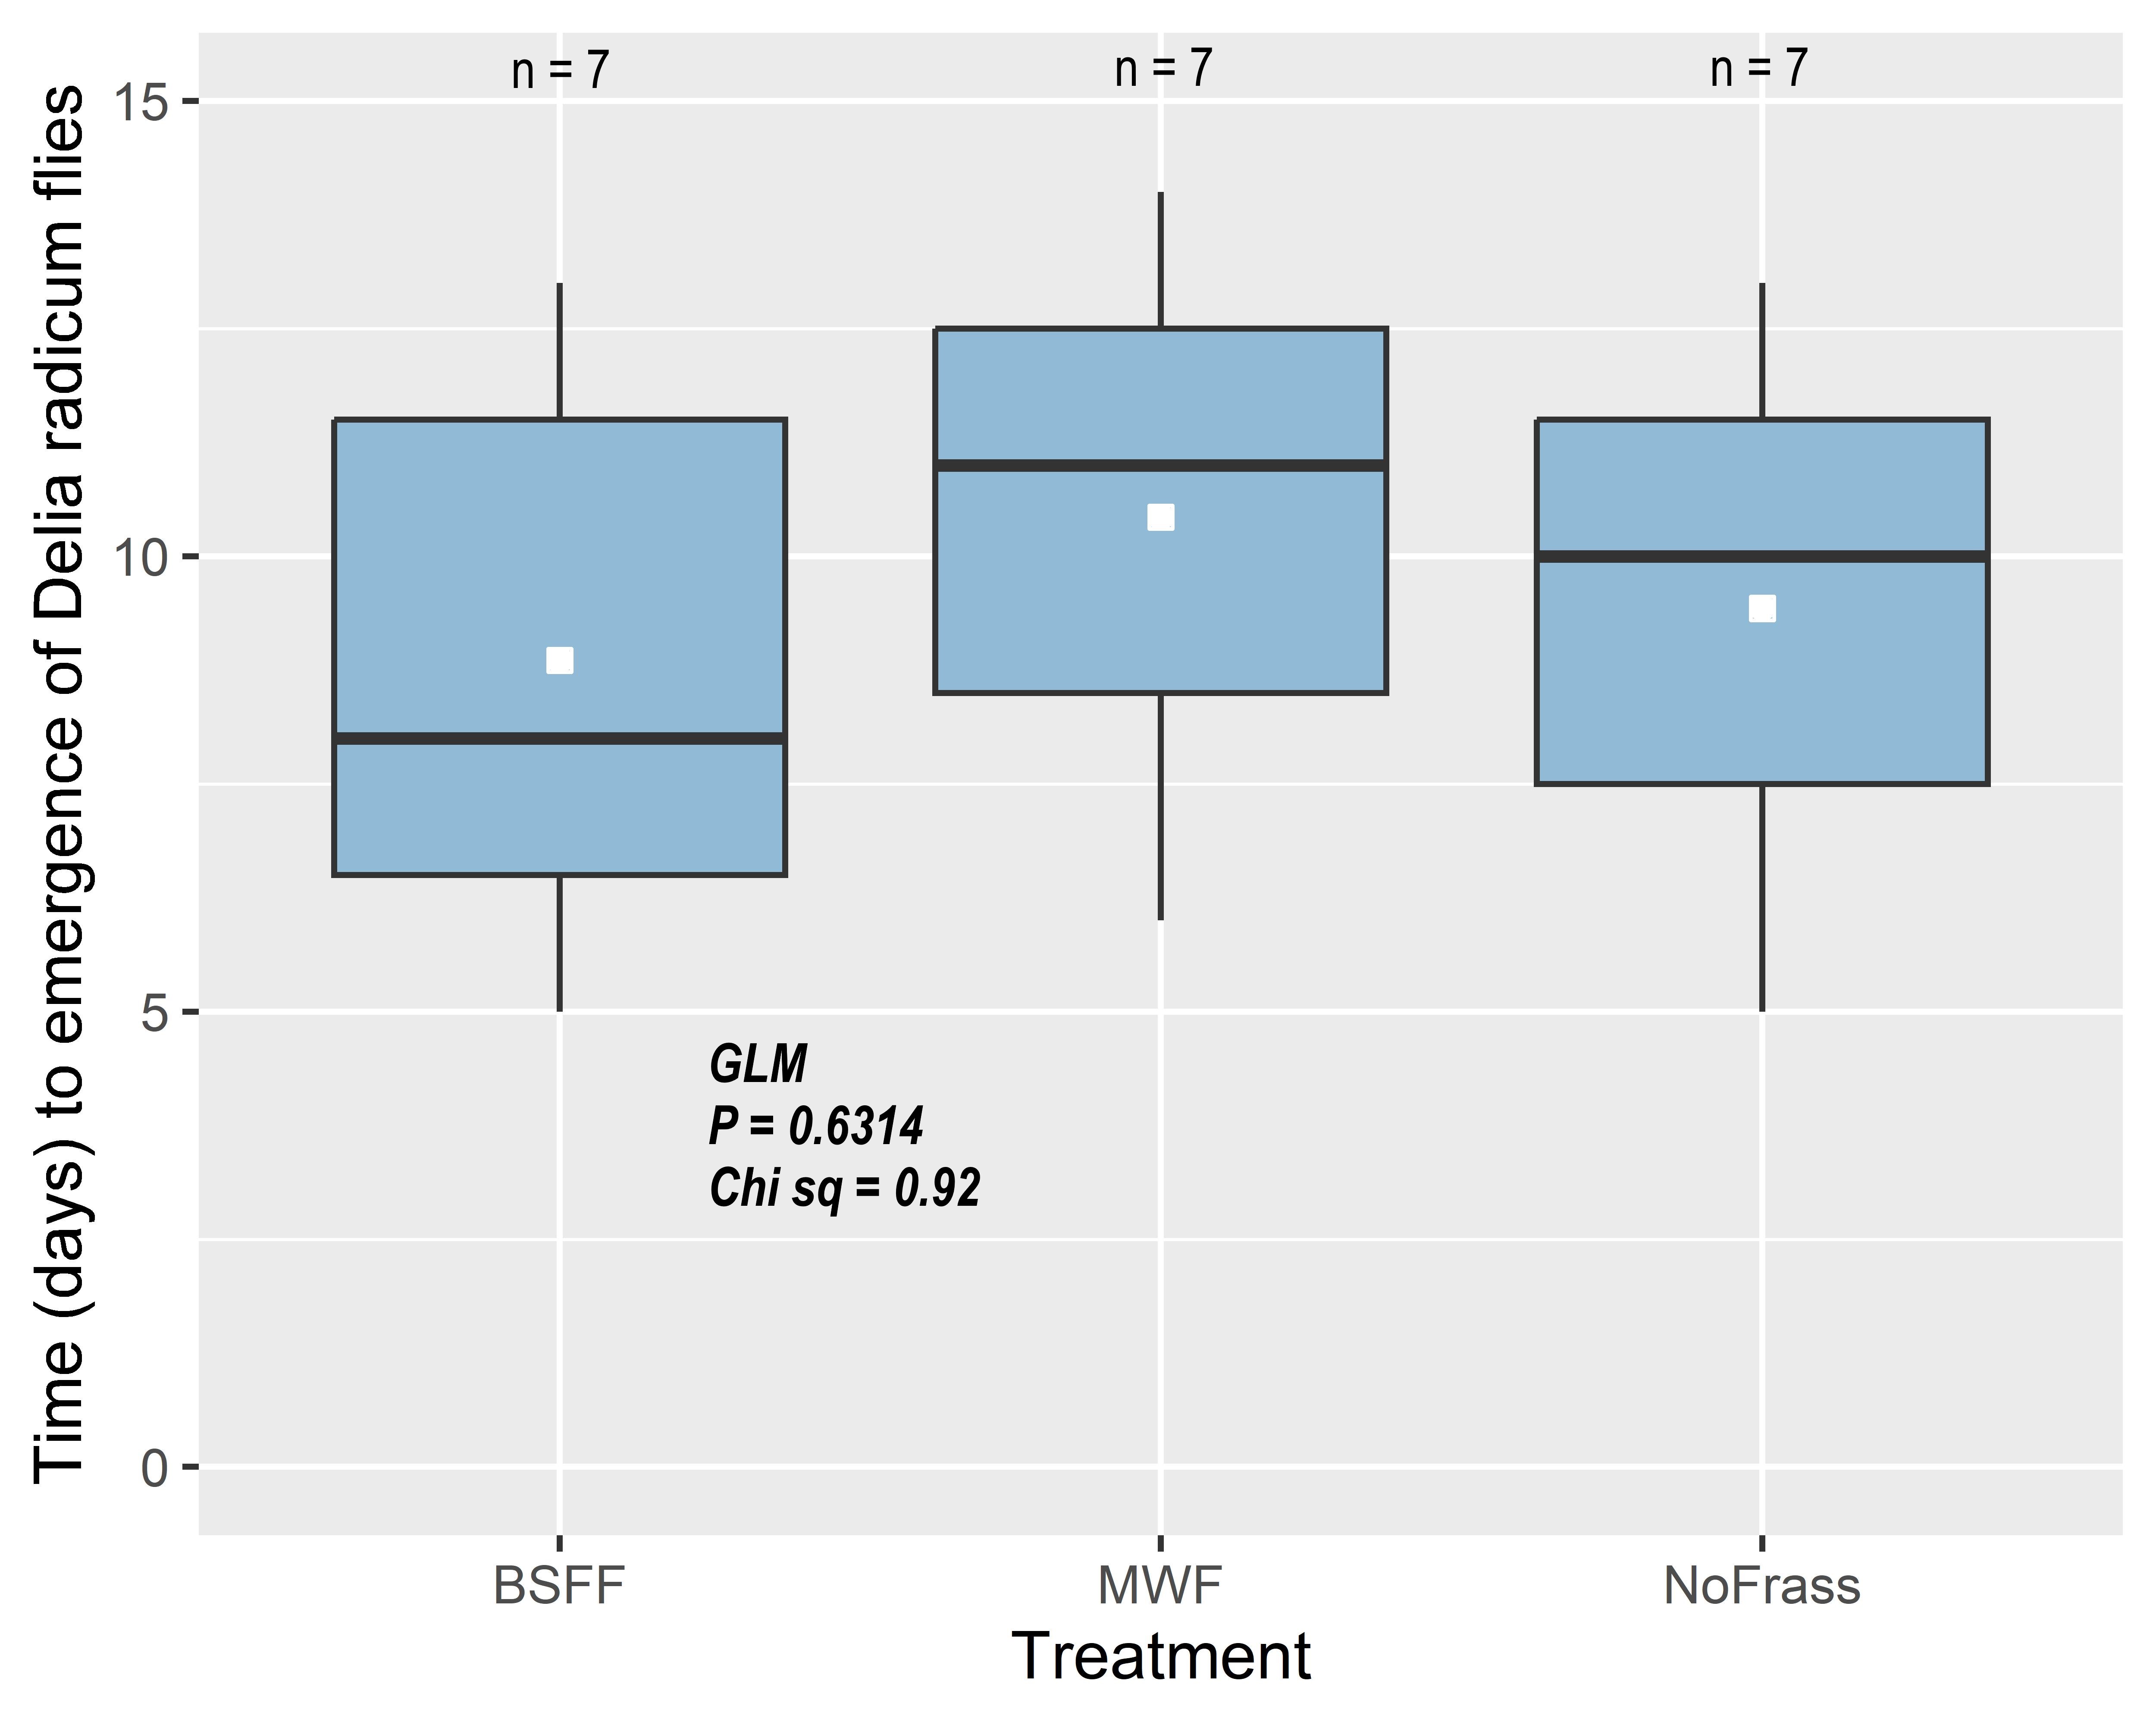 n = 7
n = 7
n = 7
Time (days) to emergence of Delia radicum flies
15
10
5
0
GLM
P = 0.6314
Chi sq = 0.92
BSFF
MWF
NoFrass
Treatment